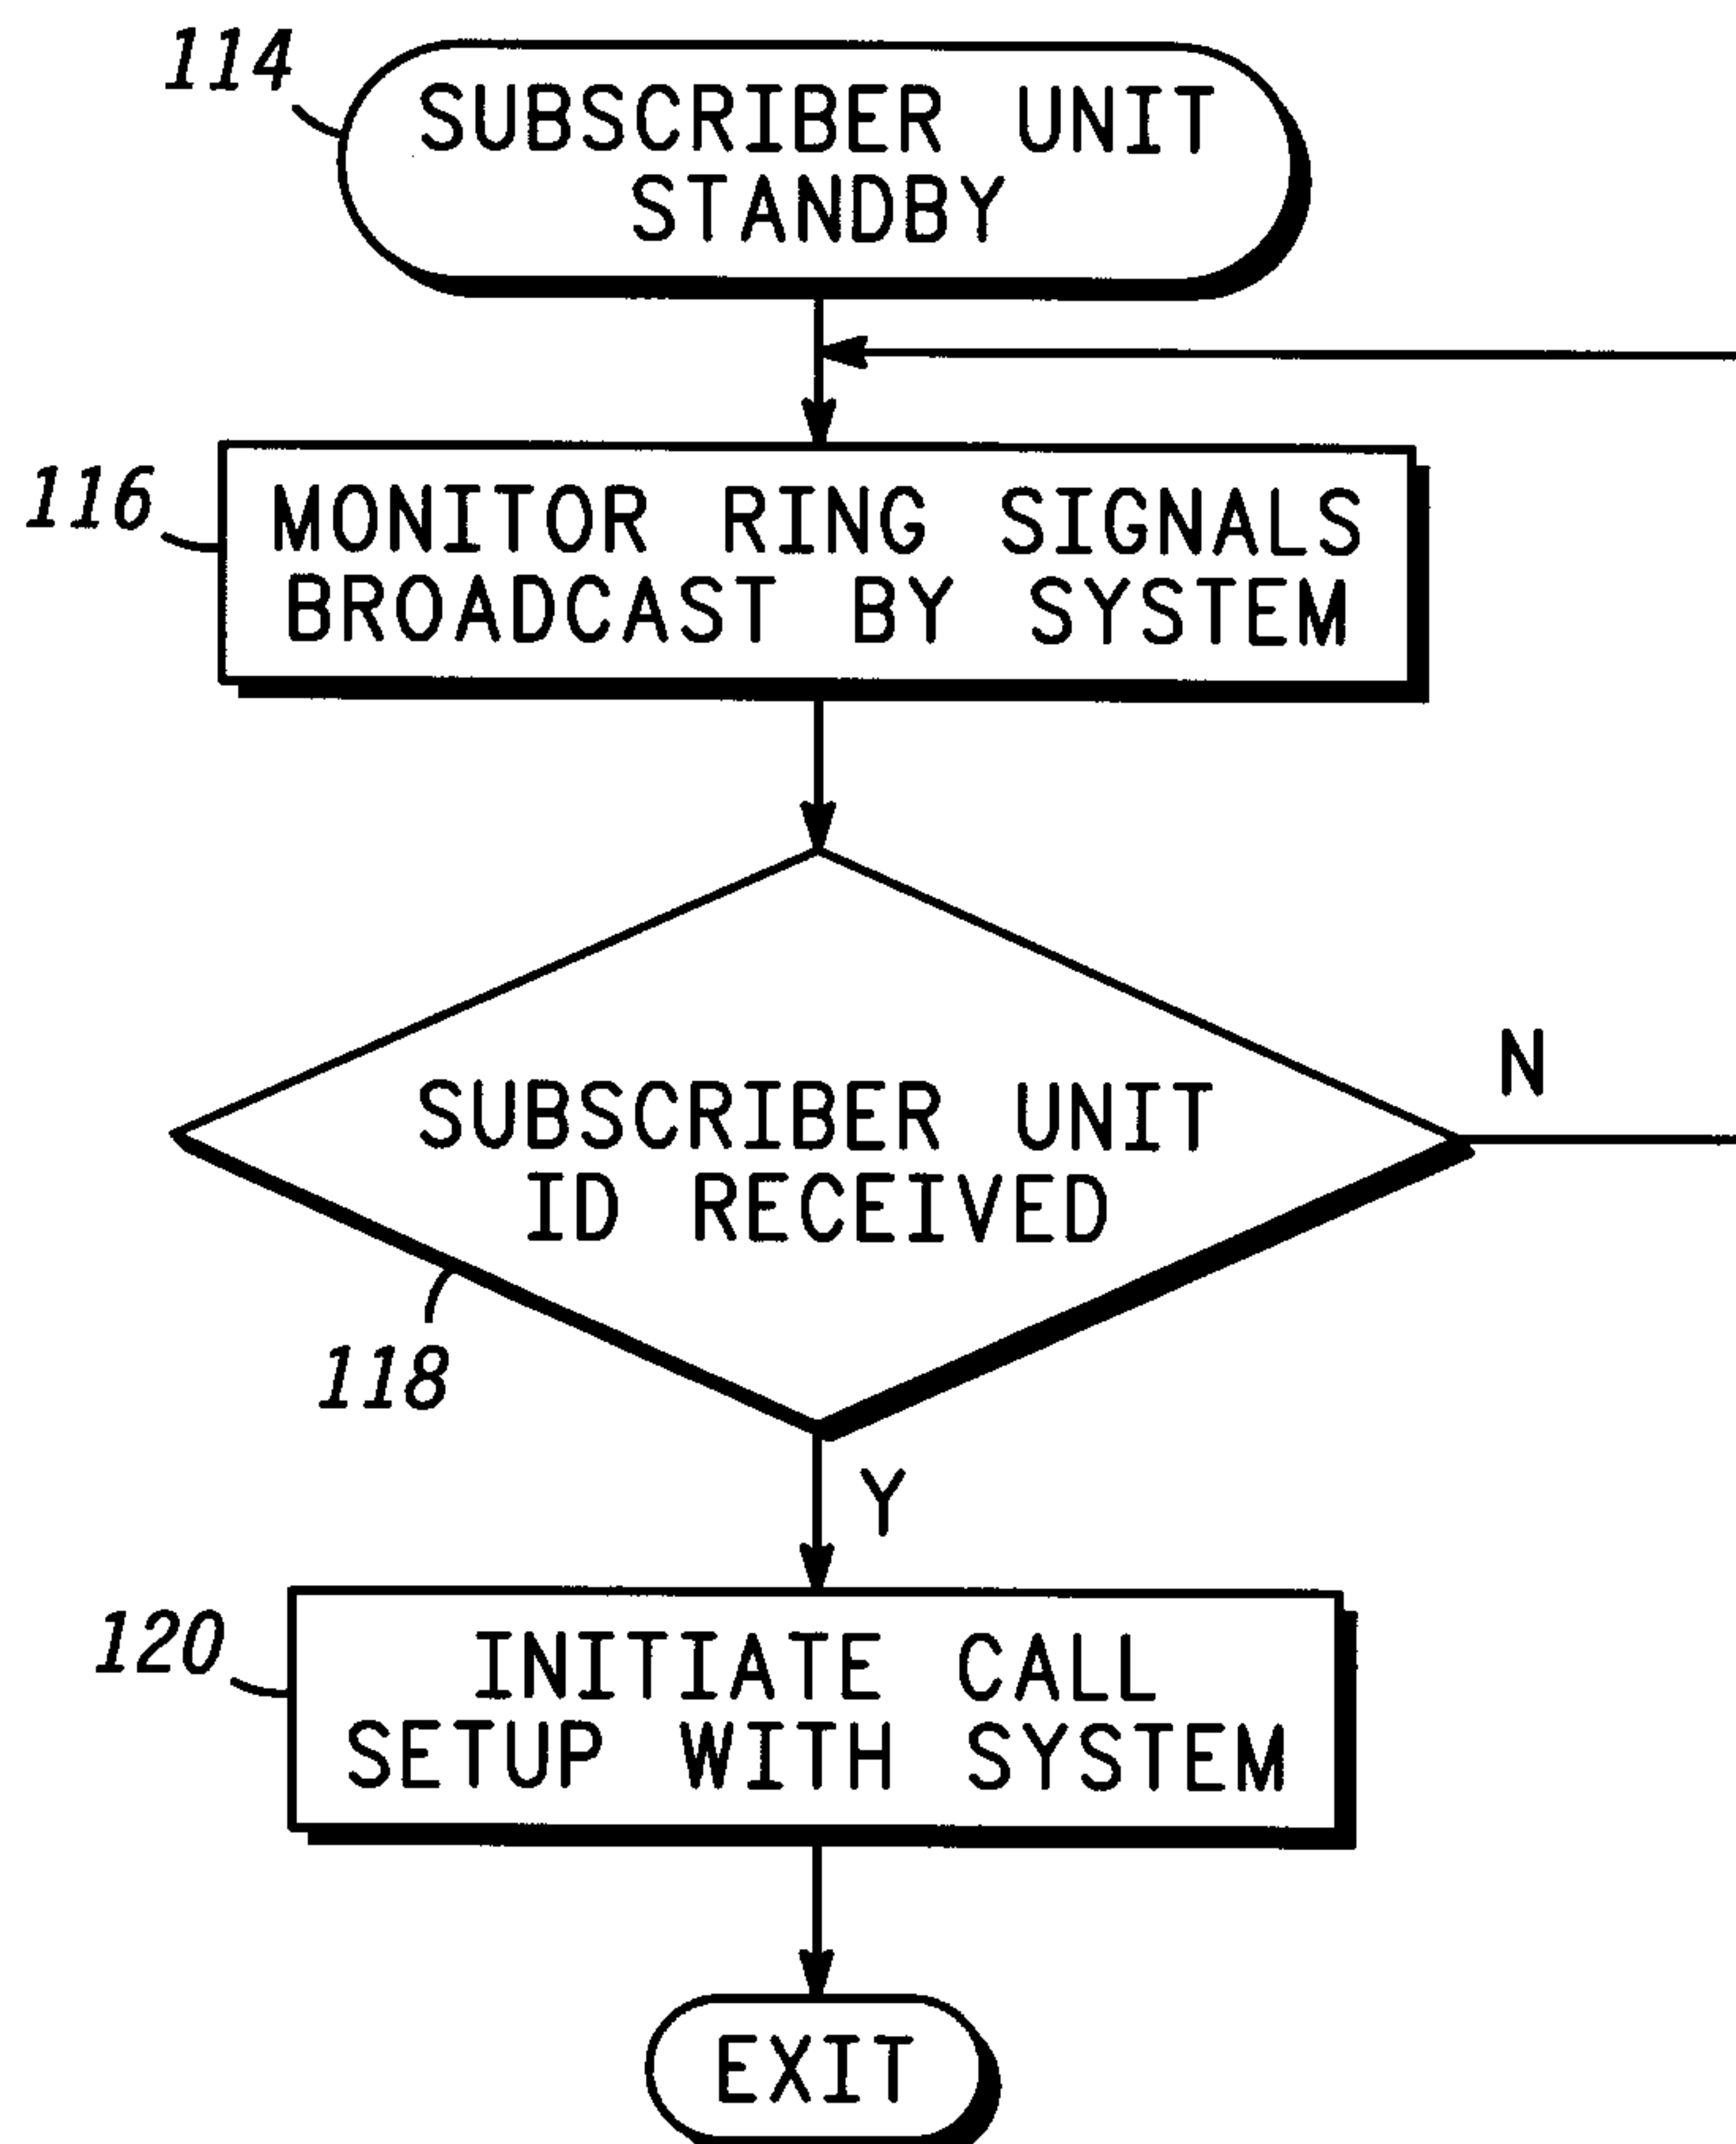 114
SUBSCRIBER UNIT
STANDBY
116
MONITOR RING SIGNALS
BROADCAST BY SYSTEM
N
SUBSCRIBER UNIT
ID RECEIVED
118
Y
120
INITIATE CALL
SETUP WITH SYSTEM
EXIT